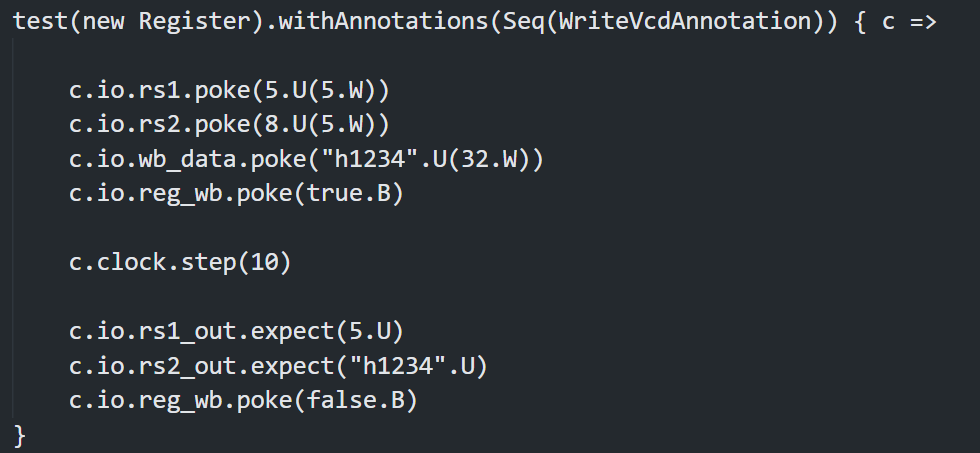 test(new Register).withAnnotations(Seq(WriteVcdAnnotation)) { c =>
c.io.rs1.poke(5.U(5.W))
c.io.rs2.poke(8.U(5.W))
c.io.wb_data.poke("h1234".U(32.W))
c.io.reg_wb.poke(true.B)
c.clock.step(10)
c.io.rs1_out.expect(5.U)
c.io.rs2_out.expect("h1234".U)
c.io.reg_wb.poke(false.B)
}